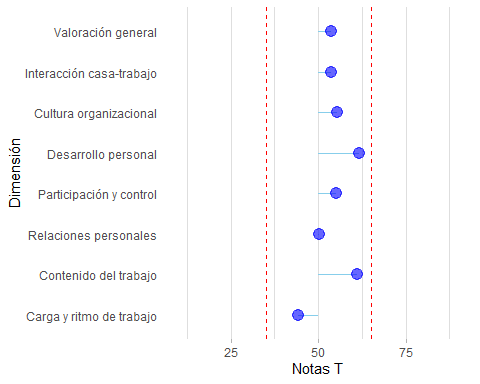 Valoración general
Interacción casa-trabajo
Cultura organizacional
Desarrollo personal
Participación y control
Relaciones personales
Contenido del trabajo
Carga y ritmo de trabajo
Dimensión
25 50 75
Notas T